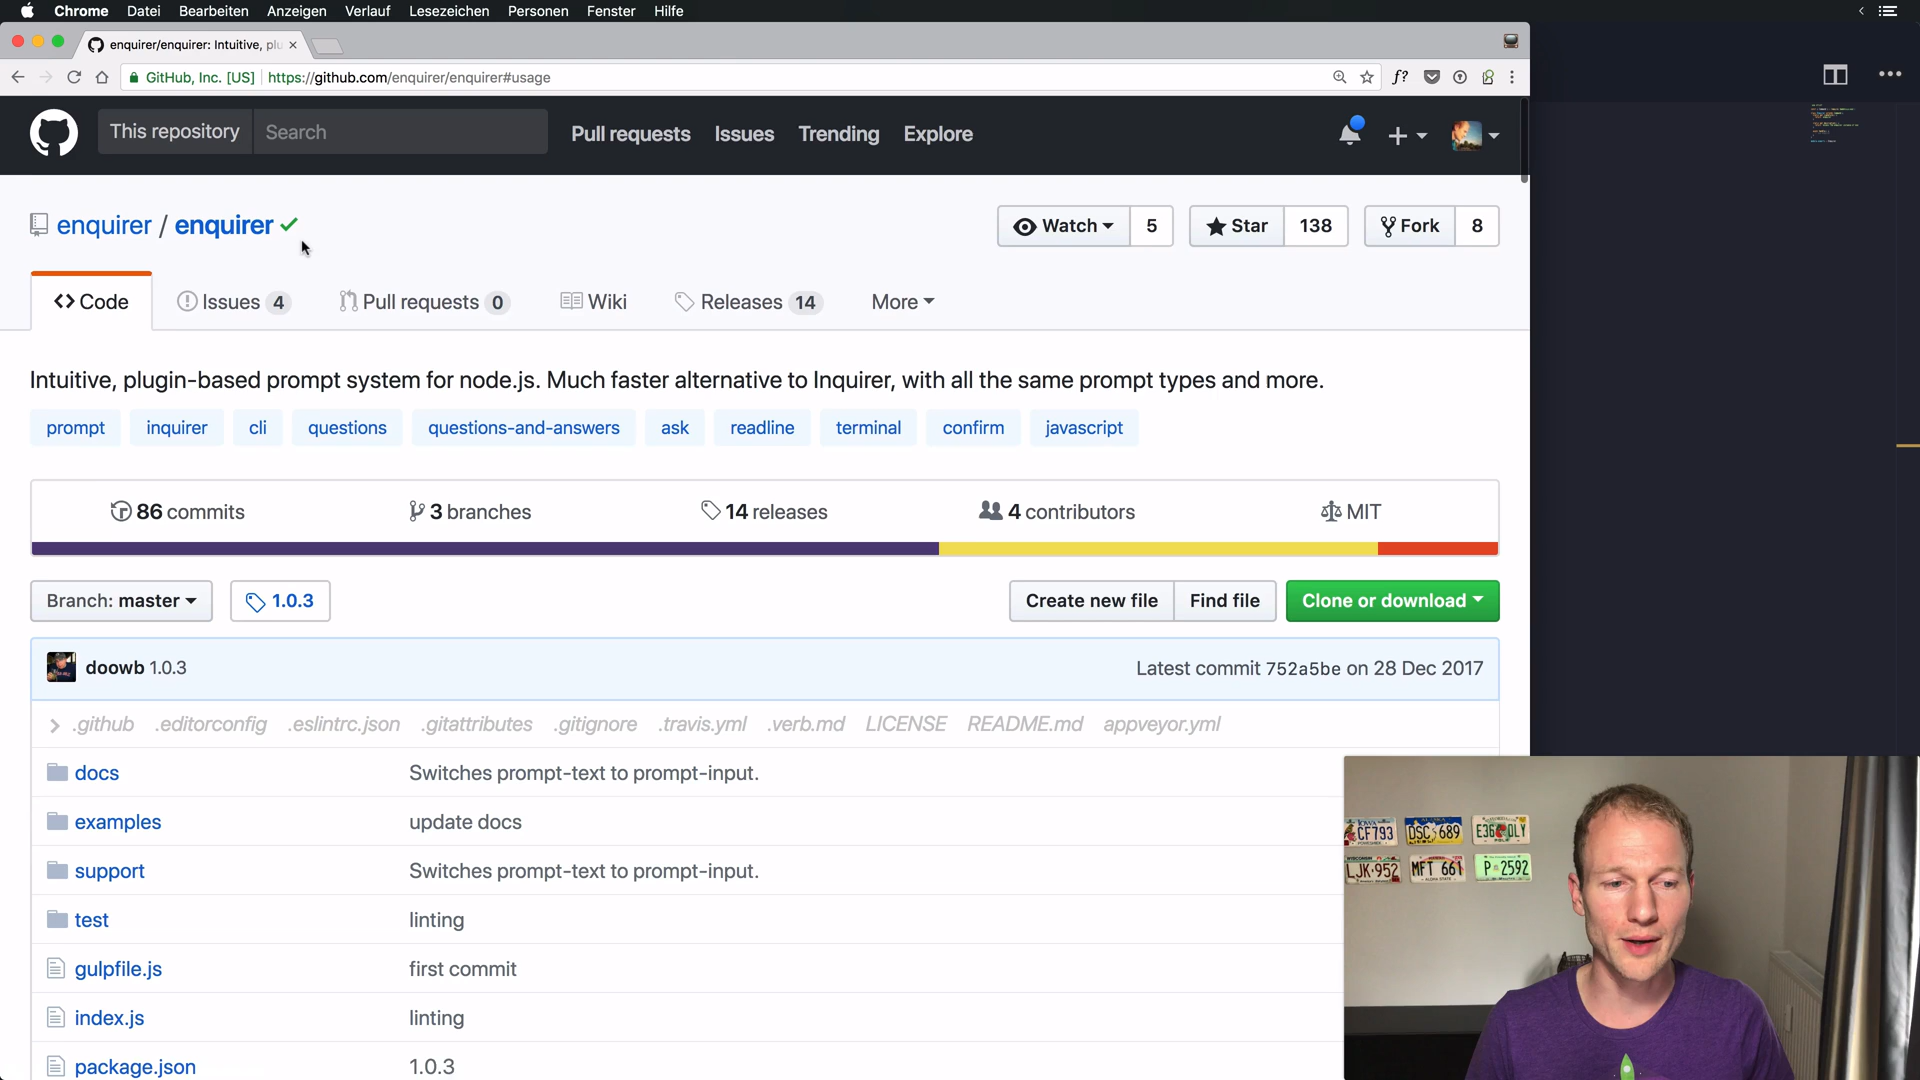 Chrome Datei Bearbeiten Anzeigen Verlauf Lesezeichen Personen Fenster Hilfe
enquirer/enquirer: Intuitive, plu
GitHub, Inc. [US] https://github.com/enquirer/enquirer#usage
f?
This repository Search Pull requests Issues Trending Explore
enquirer / enquirer
Watch 5 Star 138 Fork 8
Code Issues 4 Pull requests 0 Wiki Releases 14 More
Intuitive, plugin-based prompt system for node.js. Much faster alternative to Inquirer, with all the same prompt types and more.
prompt inquirer cli questions questions-and-answers ask readline terminal confirm javascript
86 commits 3 branches 14 releases 4 contributors MIT
Branch: master 1.0.3 Create new file Find file Clone or download
doowb 1.0.3 Latest commit 752a5be on 28 Dec 2017
.github .editorconfig .eslintrc.json .gitattributes .gitignore .travis.yml .verb.md LICENSE README.md appveyor.yml
docs Switches prompt-text to prompt-input.
examples update docs
support Switches prompt-text to prompt-input.
test linting
gulpfile.js first commit
index.js linting
package.json 1.0.3
CF793 DSC 689
LJK 952 MFT 661 P 2592